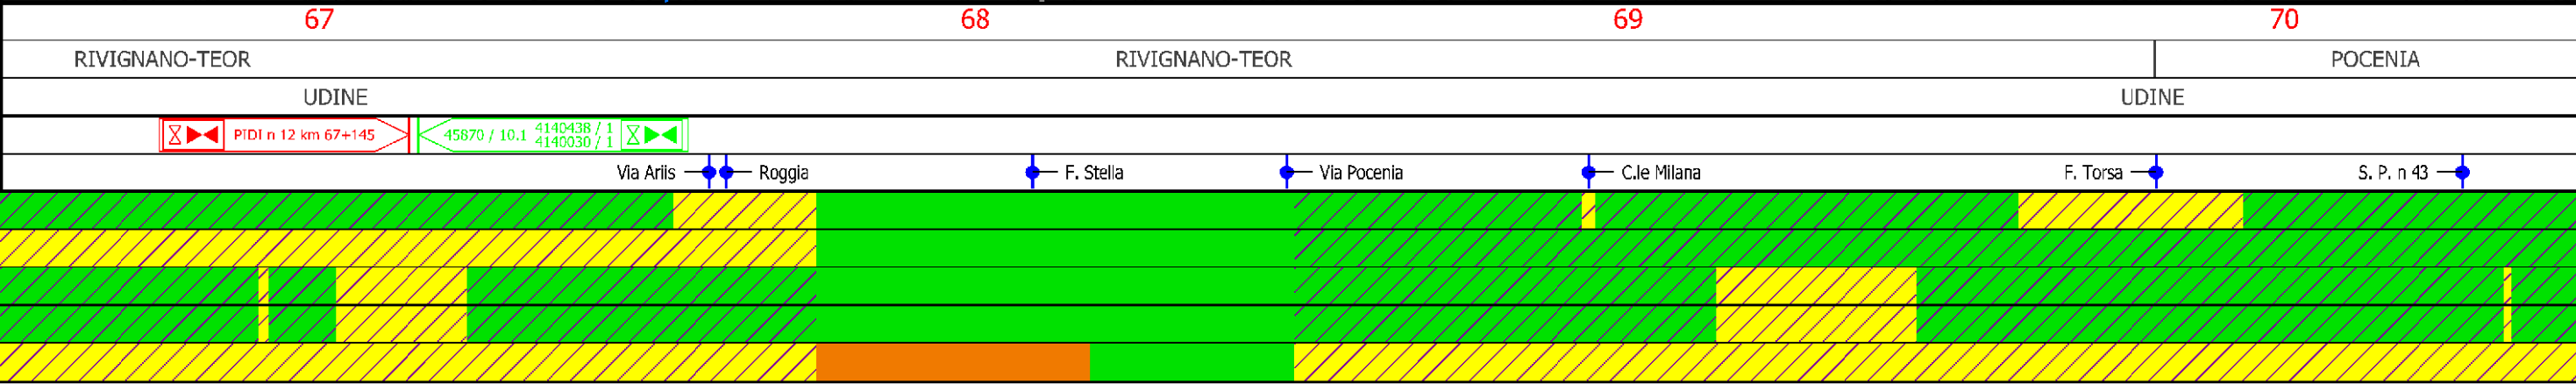 67 68 69 70
RIVIGNANO-TEOR RIVIGNANO-TEOR POCENIA
UDINE UDINE
PIDI n 12 km 67+145 45870 / 10.1 4140438 / 1
4140030 / 1
Via Ariis Roggia F. Stella Via Pocenia C.le Milana F. Torsa S. P. n 43